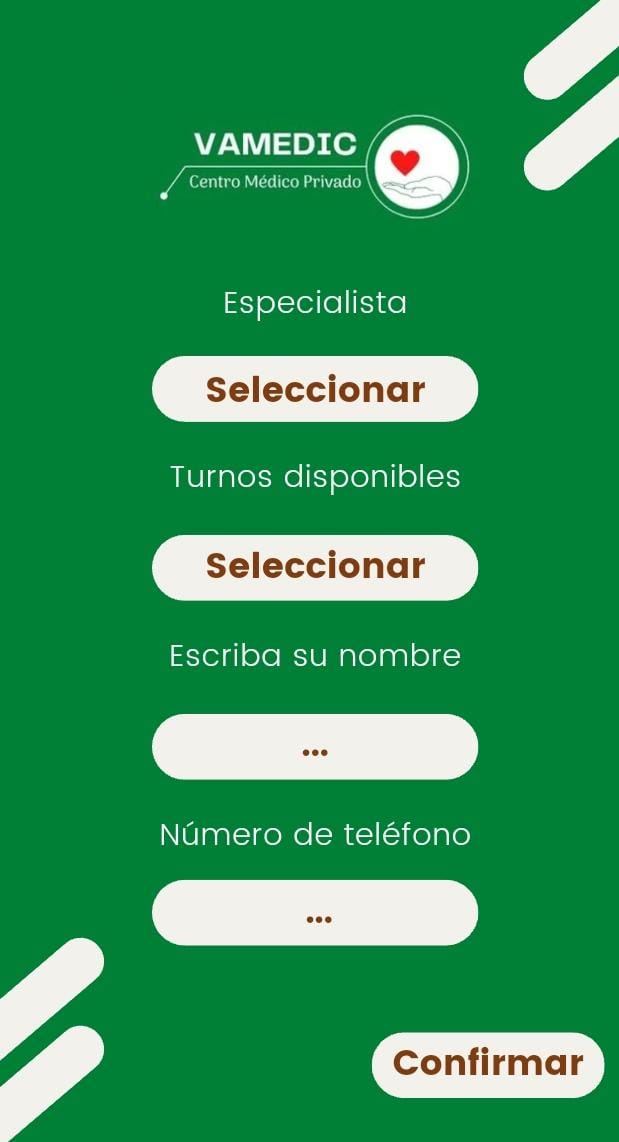 VAMEDIC
Centro Médico Privado
Especialista
Seleccionar
Turnos disponibles
Seleccionar
Escriba su nombre
...
Número de teléfono
...
Confirmar